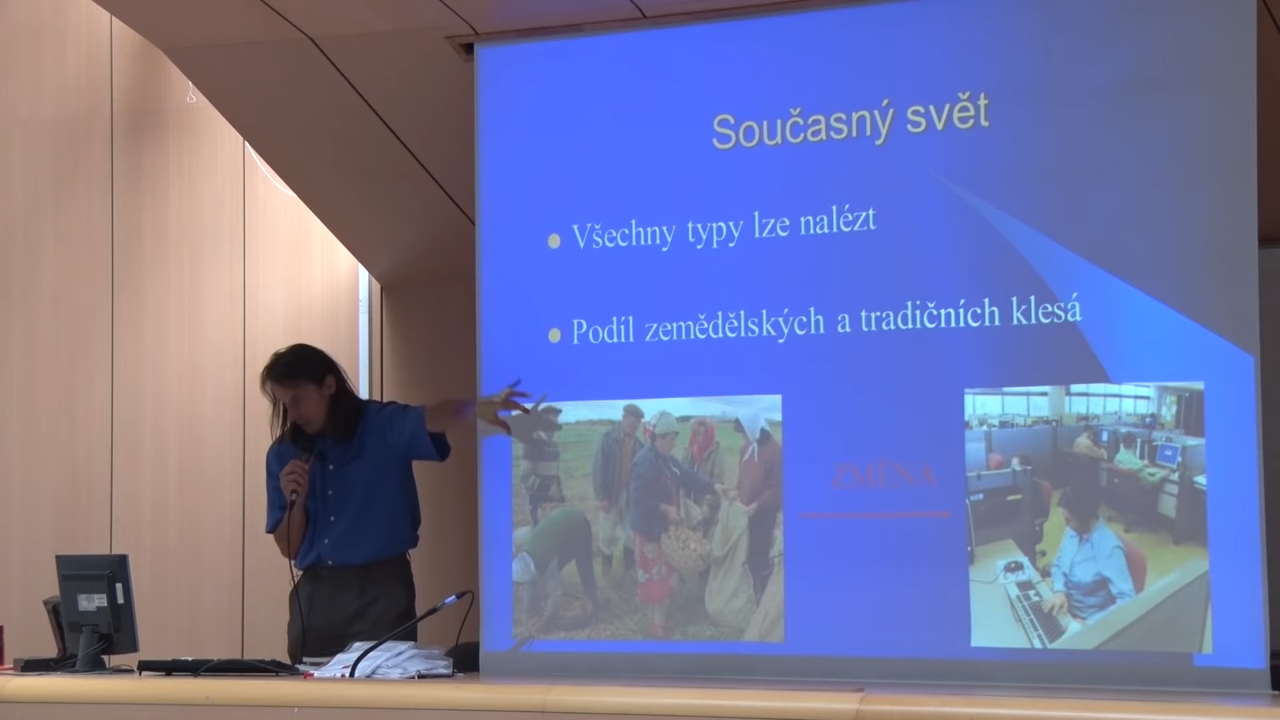 Současný svět
Všechny typy lze nalézt
Podíl zemědělských a tradičních klesá
ZMĚNA